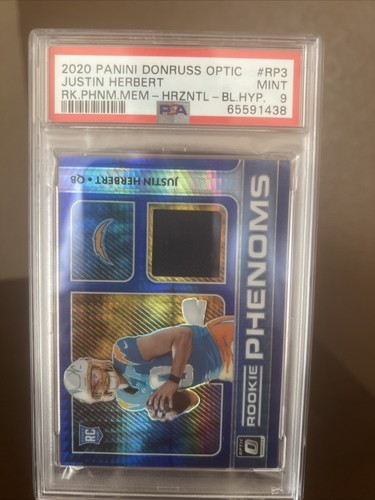 2020 PANINI DONRUSS OPTIC #RP3
JUSTIN HERBERT MINT
RK.PHNM.MEM - HRZNTL - BL.HYP. 9
PSA 65591438
JUSTIN HERBERT • QB
ROOKIE PHENOMS
RC
OPTIC